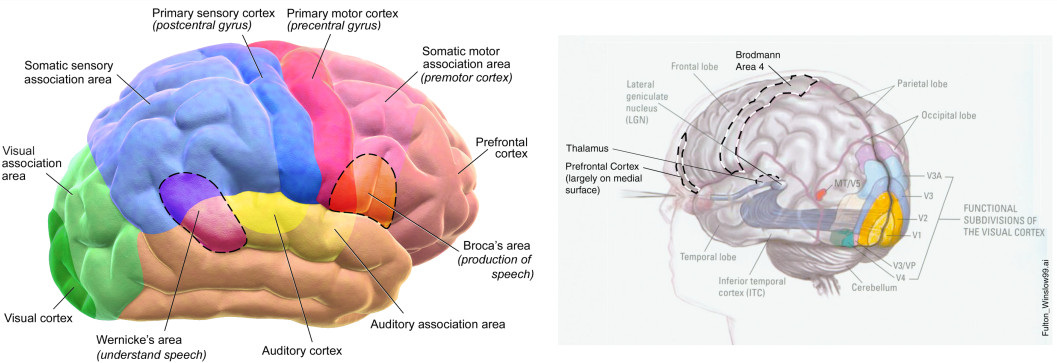 Primary sensory cortex
(postcentral gyrus)
Primary motor cortex
(precentral gyrus)
Somatic motor
association area
(premotor cortex)
Somatic sensory
association area
Visual
association
area
Prefrontal
cortex
Broca's area
(production of
speech)
Visual cortex
Wernicke's area
(understand speech)
Auditory cortex
Auditory association area
Brodmann
Area 4
Frontal lobe
Parietal lobe
Lateral
geniculate
nucleus
(LGN)
Occipital lobe
Thalamus
Prefrontal Cortex
(largely on medial
surface)
MT/V5
V3A
V3
V2
V1
FUNCTIONAL
SUBDIVISIONS OF
THE VISUAL CORTEX
V3/VP
V4
Temporal lobe
Inferior temporal
cortex (ITC)
Cerebellum
Fulton_Winslow99.ai